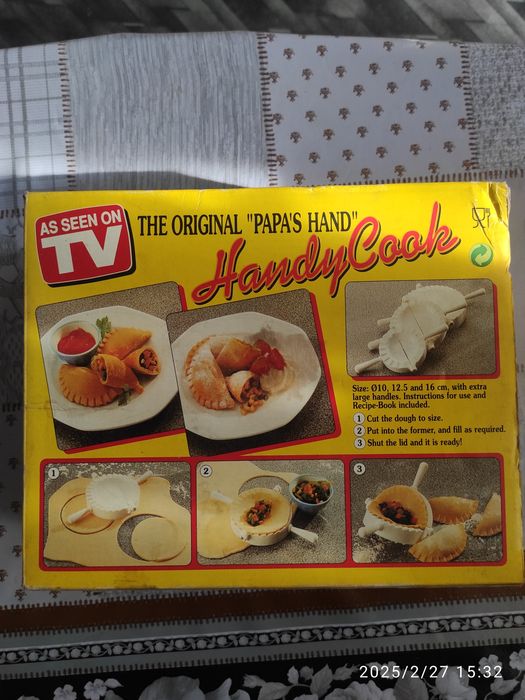 AS SEEN ON
TV
THE ORIGINAL "PAPA'S HAND"
HandyCook
Size: Ø10, 12.5 and 16 cm, with extra
large handles. Instructions for use and
Recipe-Book included.
1 Cut the dough to size.
2 Put into the former, and fill as required.
3 Shut the lid and it is ready!
1
2
3
2025/2/27 15:32